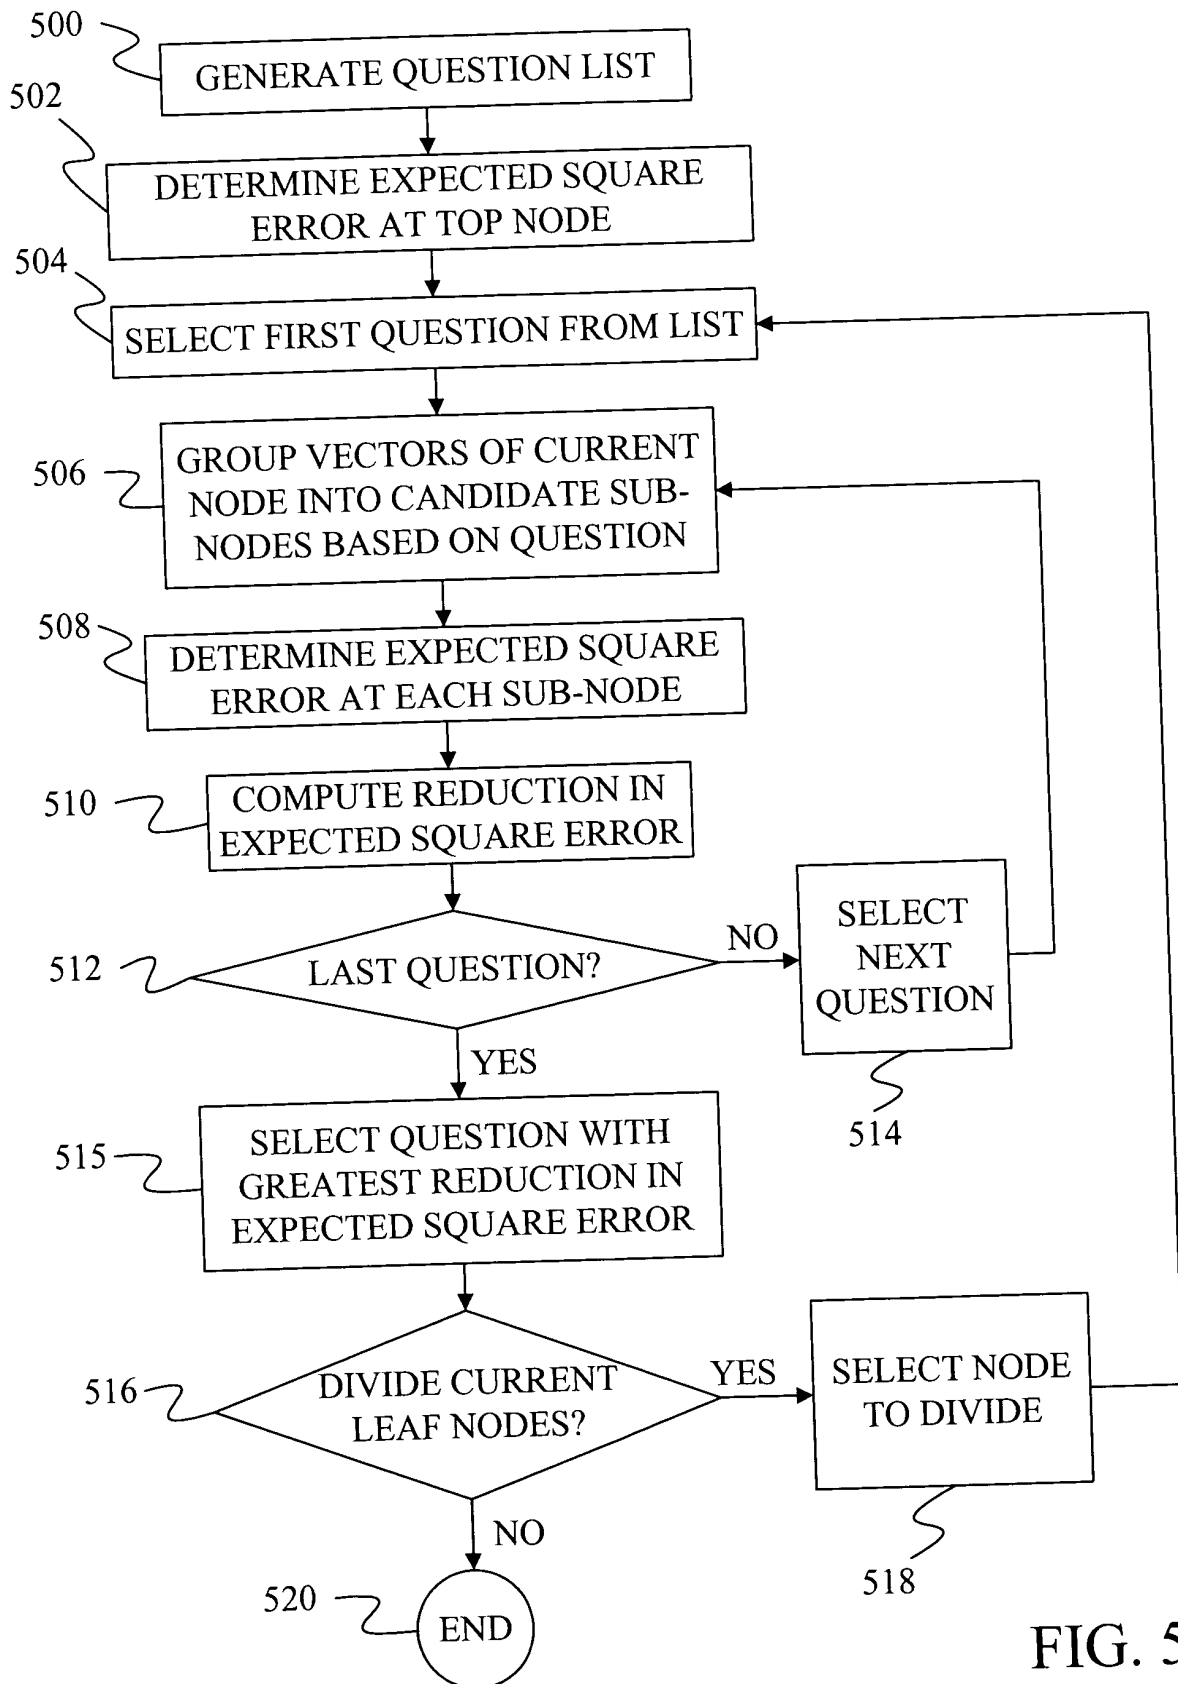 500
GENERATE QUESTION LIST
502
DETERMINE EXPECTED SQUARE
ERROR AT TOP NODE
504
SELECT FIRST QUESTION FROM LIST
506
GROUP VECTORS OF CURRENT
NODE INTO CANDIDATE SUB-
NODES BASED ON QUESTION
508
DETERMINE EXPECTED SQUARE
ERROR AT EACH SUB-NODE
510
COMPUTE REDUCTION IN
EXPECTED SQUARE ERROR
512
LAST QUESTION?
NO
SELECT
NEXT
QUESTION
514
YES
515
SELECT QUESTION WITH
GREATEST REDUCTION IN
EXPECTED SQUARE ERROR
516
DIVIDE CURRENT
LEAF NODES?
YES
SELECT NODE
TO DIVIDE
518
NO
520
END
FIG. 5